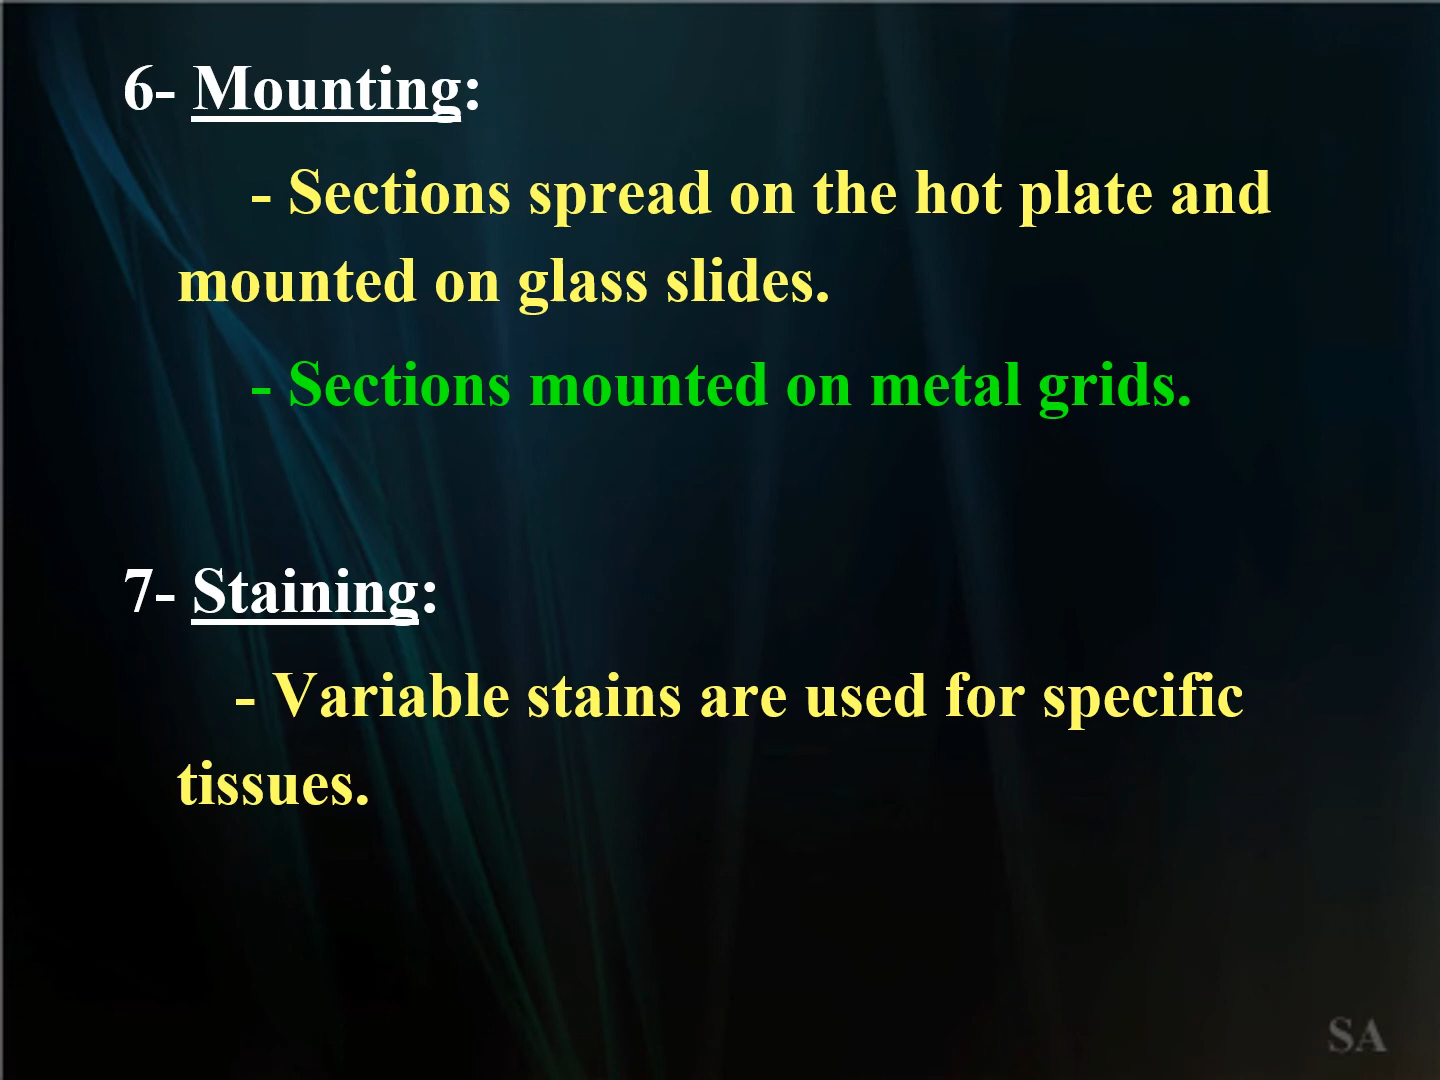 6- Mounting:
- Sections spread on the hot plate and
mounted on glass slides.
- Sections mounted on metal grids.
7- Staining:
- Variable stains are used for specific
tissues.
SA